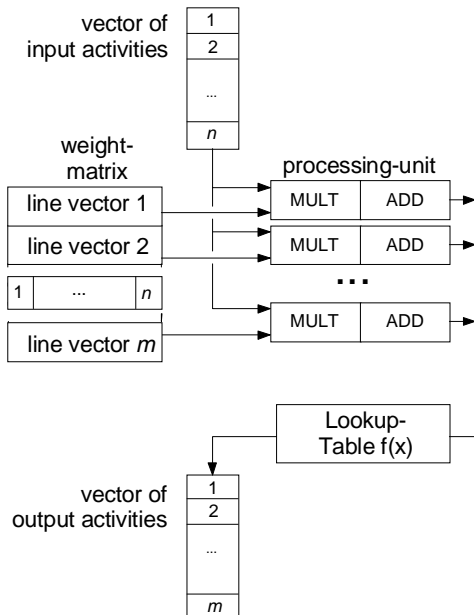 vector of
input activities
1
2
...
n
weight-
matrix
processing-unit
line vector 1
MULT ADD
line vector 2
MULT ADD
1 ... n
...
line vector m
MULT ADD
Lookup-
Table f(x)
vector of
output activities
1
2
...
m